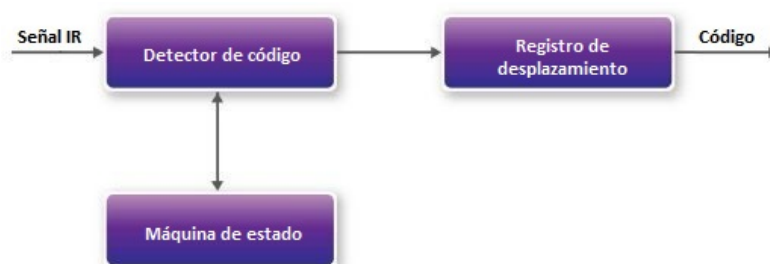 Señal IR
Detector de código
Registro de
desplazamiento
Código
Máquina de estado